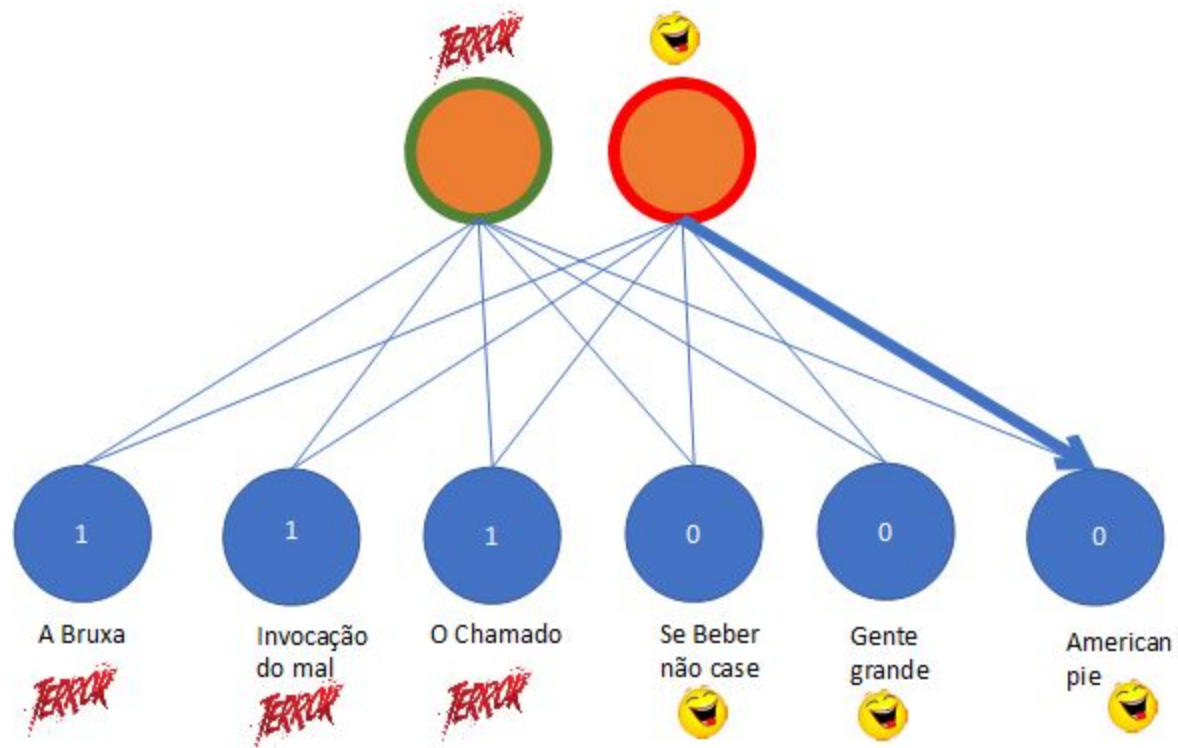 TERROR
1
1
1
0
0
0
A Bruxa
Invocação
do mal
O Chamado
Se Beber
não case
Gente
grande
American
pie
TERROR
TERROR
TERROR